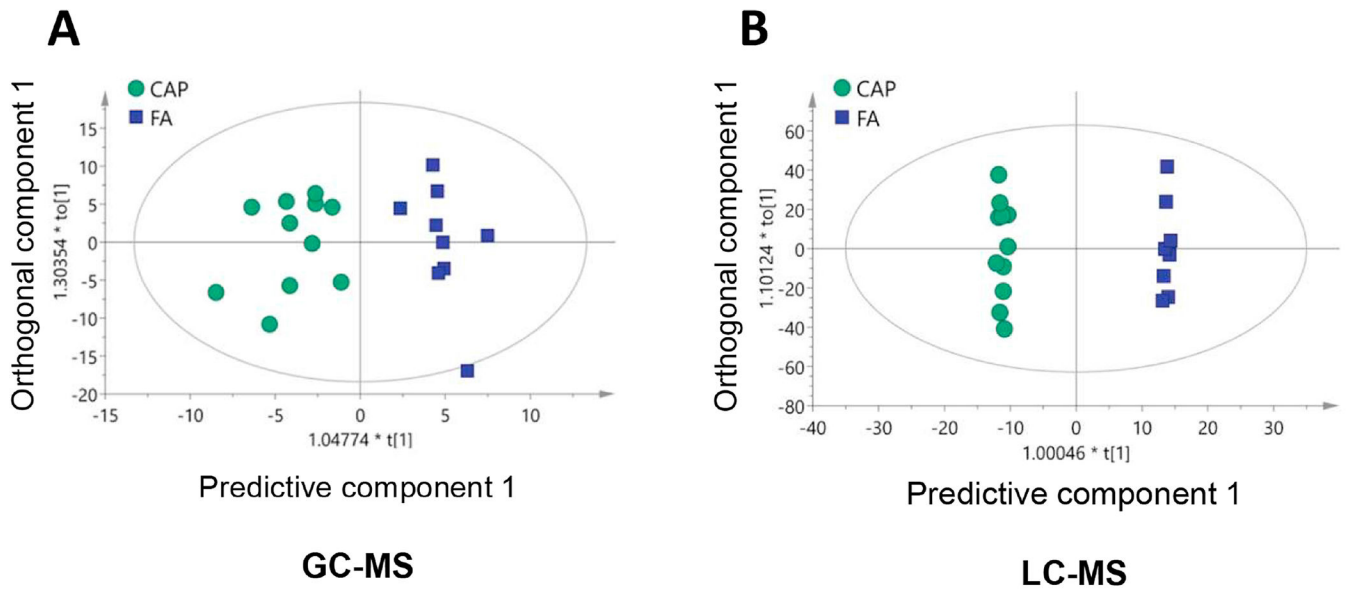 A
CAP
FA
Orthogonal component 1
1.30354 * to[1]
15
10
5
0
-5
-10
-15
-20
-15
-10
-5
0
5
10
1.04774 * t[1]
Predictive component 1
GC-MS
B
CAP
FA
Orthogonal component 1
1.10124 * to[1]
60
40
20
0
-20
-40
-60
-80
-40
-30
-20
-10
0
10
20
30
1.00046 * t[1]
Predictive component 1
LC-MS